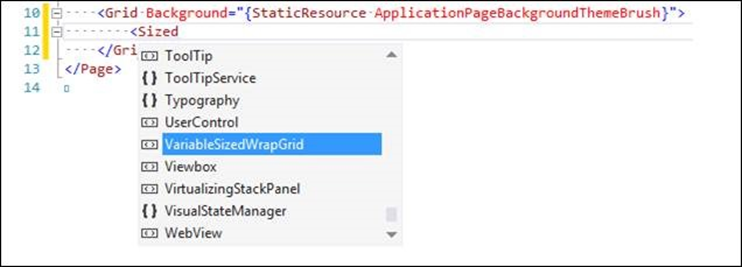 10 <Grid Background="{StaticResource ApplicationPageBackgroundThemeBrush}">
11 <Sized
12 </Gri
13 </Page>
14
ToolTip
{} ToolTipService
{} Typography
UserControl
VariableSizedWrapGrid
Viewbox
VirtualizingStackPanel
{} VisualStateManager
WebView